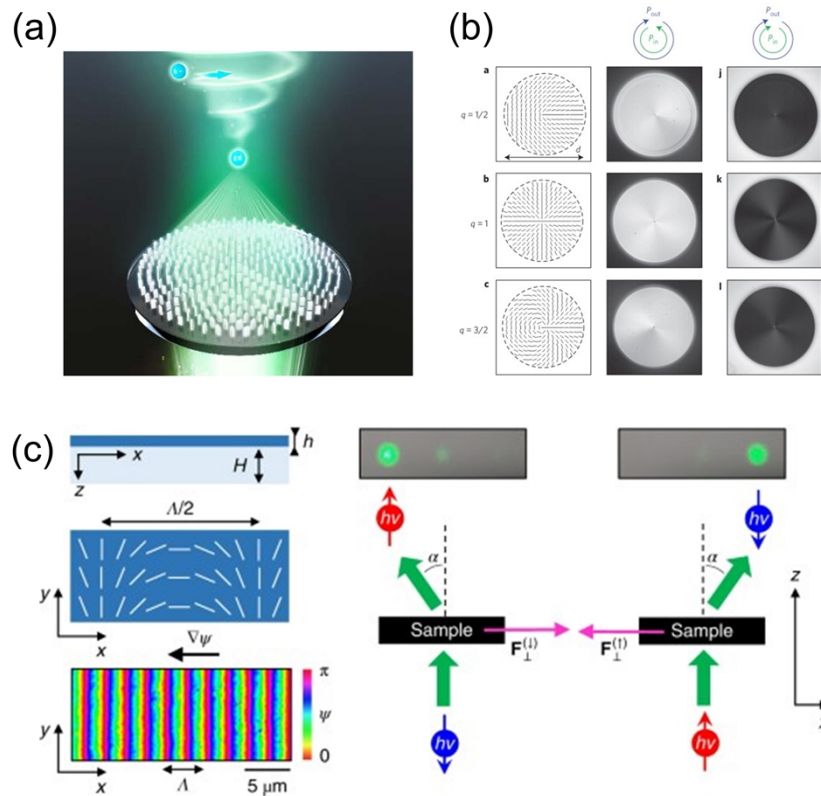 (a)
(b)
P_out
P_in
P_out
P_in
a
j
q = 1/2
d
b
k
q = 1
c
l
q = 3/2
(c)
h
x
H
z
Λ/2
y
x
∇ψ
π
ψ
0
y
x
Λ
5 μm
hν
α
Sample
F⊥(↓)
hν
hν
α
Sample
F⊥(↑)
hν
z